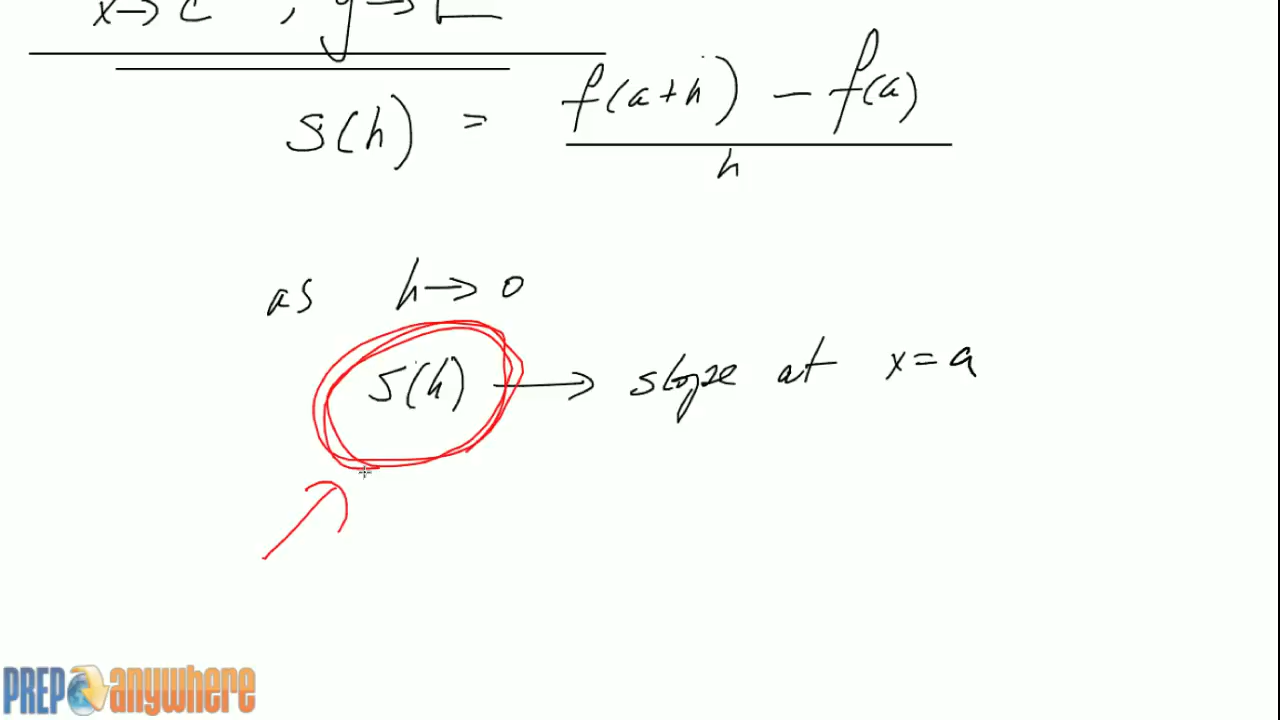 x → c , y → L
S(h) = f(a+h) − f(a) / h
as h → 0
S(h) → slope at x = a
PREP anywhere